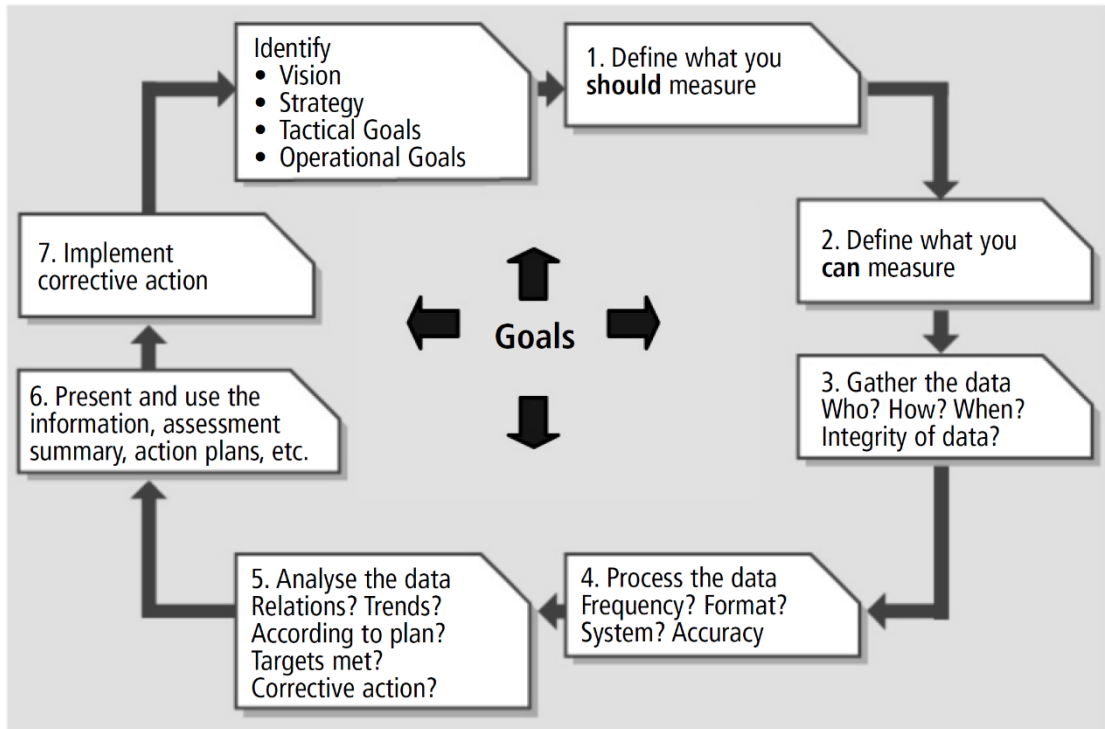 Identify
• Vision
• Strategy
• Tactical Goals
• Operational Goals
1. Define what you
should measure
2. Define what you
can measure
3. Gather the data
Who? How? When?
Integrity of data?
4. Process the data
Frequency? Format?
System? Accuracy
5. Analyse the data
Relations? Trends?
According to plan?
Targets met?
Corrective action?
6. Present and use the
information, assessment
summary, action plans, etc.
7. Implement
corrective action
Goals